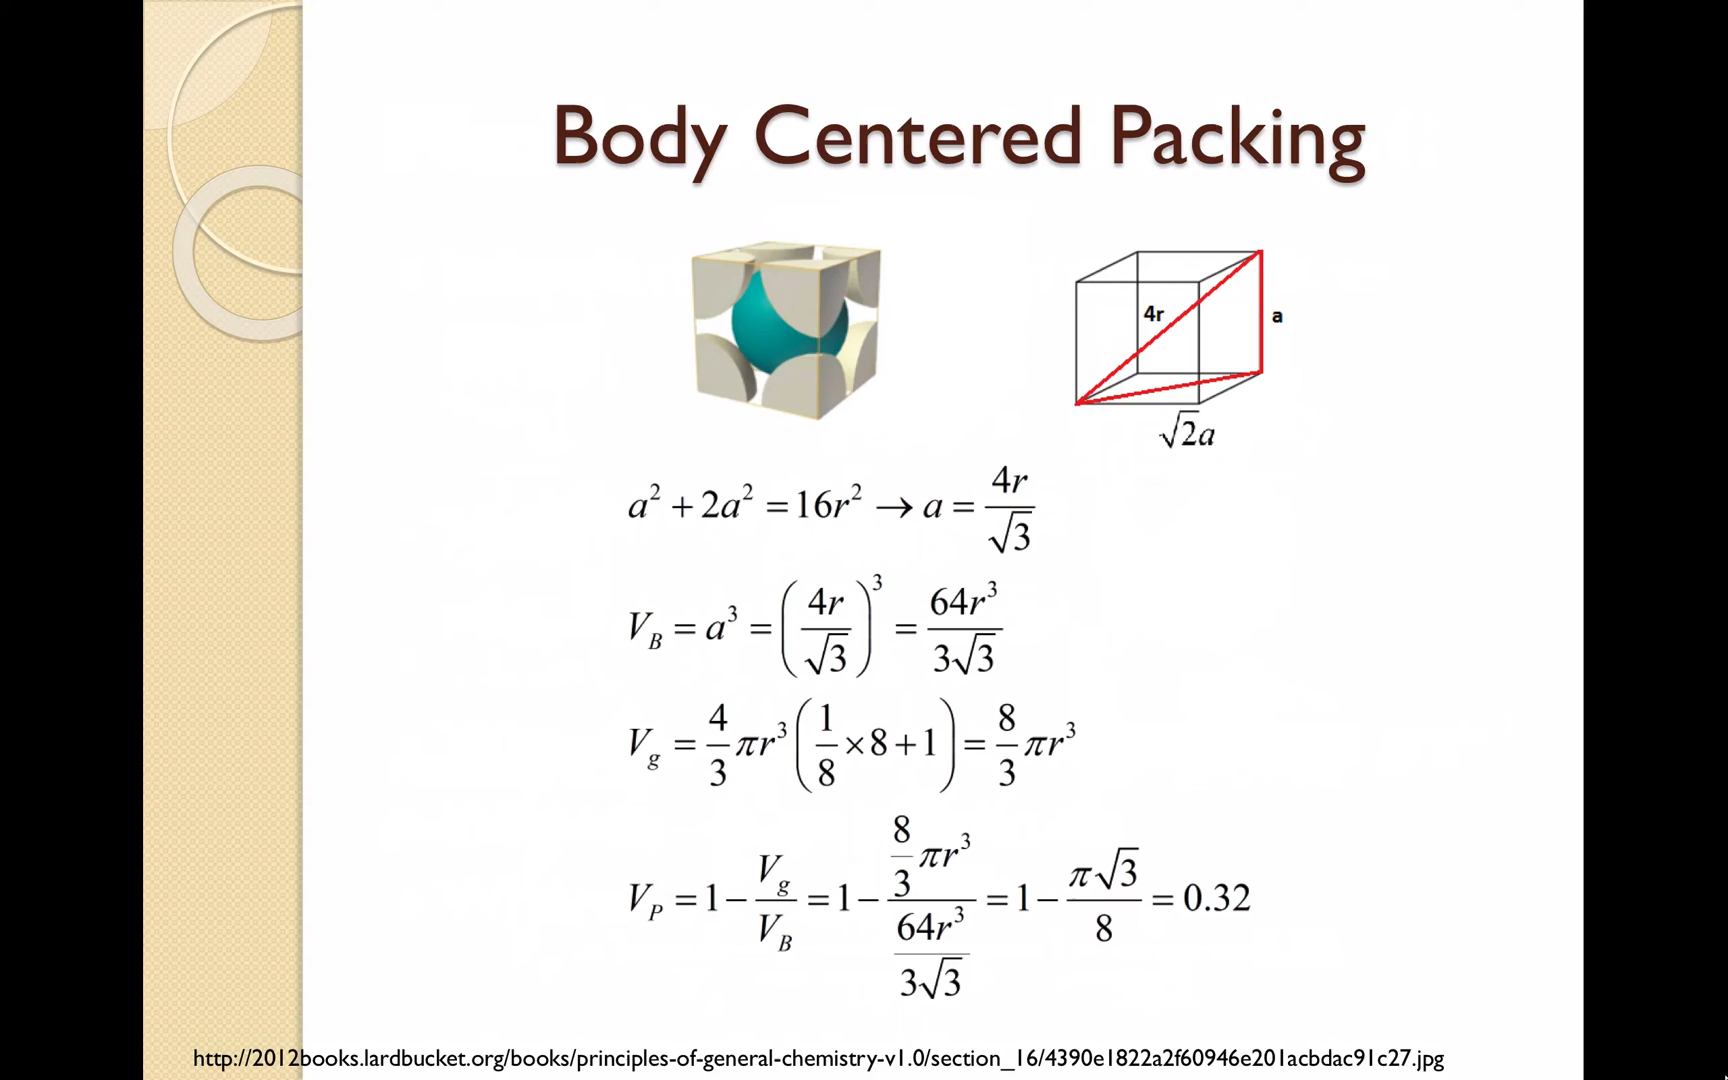 Body Centered Packing
4r
a
√2a
a² + 2a² = 16r² → a = 4r/√3
V_B = a³ = (4r/√3)³ = 64r³/3√3
V_g = 4/3 πr³ (1/8 × 8 + 1) = 8/3 πr³
V_P = 1 − V_g/V_B = 1 − (8/3 πr³)/(64r³/3√3) = 1 − π√3/8 = 0.32
http://2012books.lardbucket.org/books/principles-of-general-chemistry-v1.0/section_16/4390e1822a2f60946e201acbdac91c27.jpg